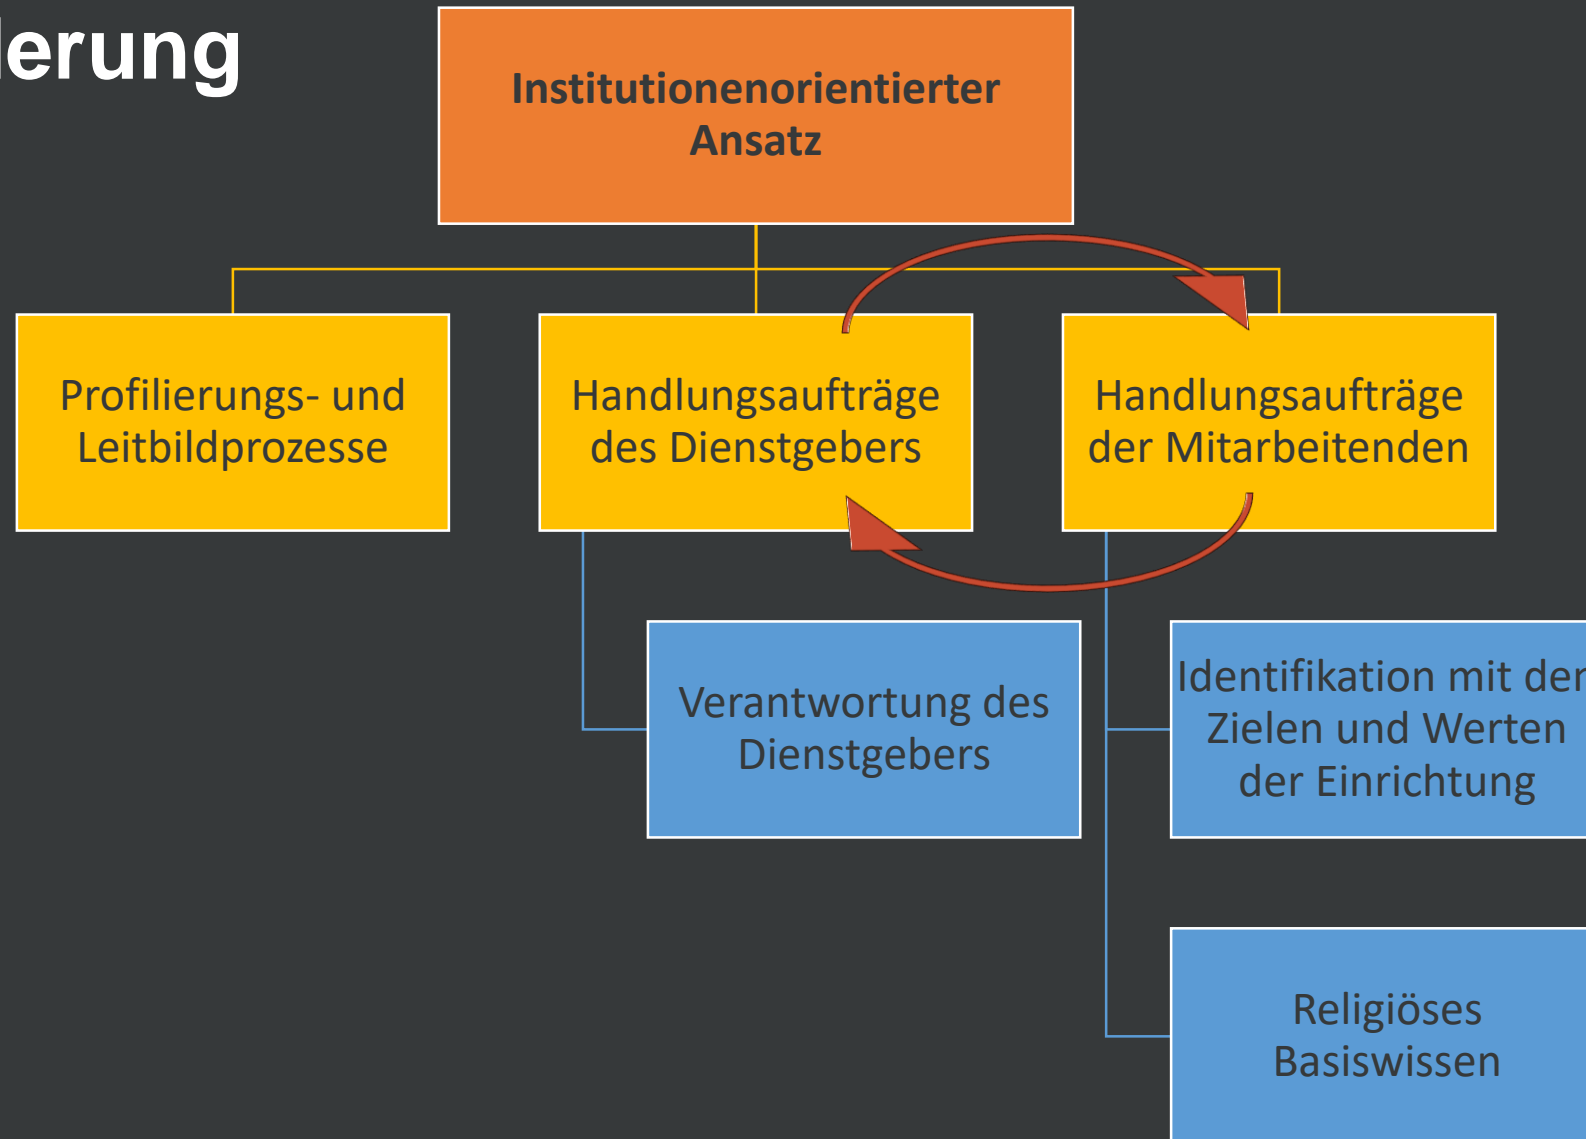 lerung
Institutionenorientierter
Ansatz
Profilierungs- und
Leitbildprozesse
Handlungsaufträge
des Dienstgebers
Handlungsaufträge
der Mitarbeitenden
Verantwortung des
Dienstgebers
Identifikation mit den
Zielen und Werten
der Einrichtung
Religiöses
Basiswissen